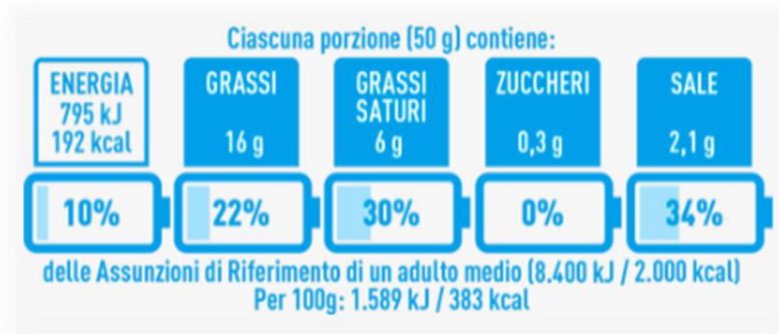 Ciascuna porzione (50 g) contiene:
ENERGIA
795 kJ
192 kcal
GRASSI
16 g
GRASSI
SATURI
6 g
ZUCCHERI
0,3 g
SALE
2,1 g
10%
22%
30%
0%
34%
delle Assunzioni di Riferimento di un adulto medio (8.400 kJ / 2.000 kcal)
Per 100g: 1.589 kJ / 383 kcal